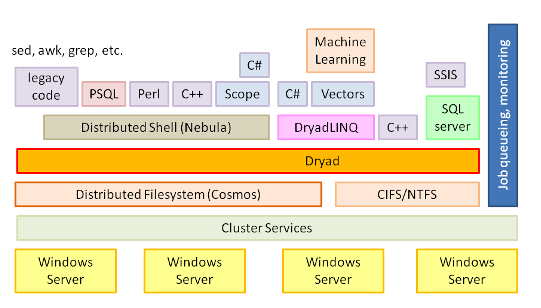 sed, awk, grep, etc.
Machine
Learning
C#
SSIS
legacy
code
PSQL
Perl
C++
Scope
C#
Vectors
SQL
server
Distributed Shell (Nebula)
DryadLINQ
C++
Dryad
Distributed Filesystem (Cosmos)
CIFS/NTFS
Job queueing, monitoring
Cluster Services
Windows
Server
Windows
Server
Windows
Server
Windows
Server